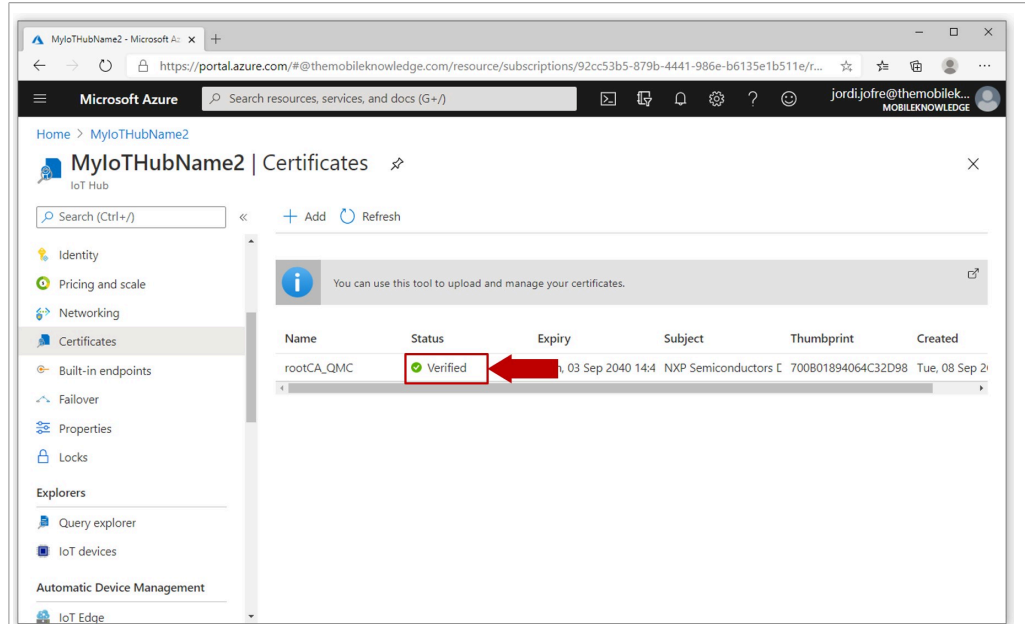 MyIoTHubName2 - Microsoft Az
https://portal.azure.com/#@themobileknowledge.com/resource/subscriptions/92cc53b5-879b-4441-986e-b6135e1b511e/r...
Microsoft Azure
Search resources, services, and docs (G+/)
jordi.jofre@themobilek...
MOBILEKNOWLEDGE
Home > MyIoTHubName2
MyIoTHubName2 | Certificates
IoT Hub
Search (Ctrl+/)
«
+ Add Refresh
Identity
Pricing and scale
Networking
Certificates
Built-in endpoints
Failover
Properties
Locks
Explorers
Query explorer
IoT devices
Automatic Device Management
IoT Edge
You can use this tool to upload and manage your certificates.
Name Status Expiry Subject Thumbprint Created
rootCA_QMC Verified , 03 Sep 2040 14:4 NXP Semiconductors 700B01894064C32D98 Tue, 08 Sep